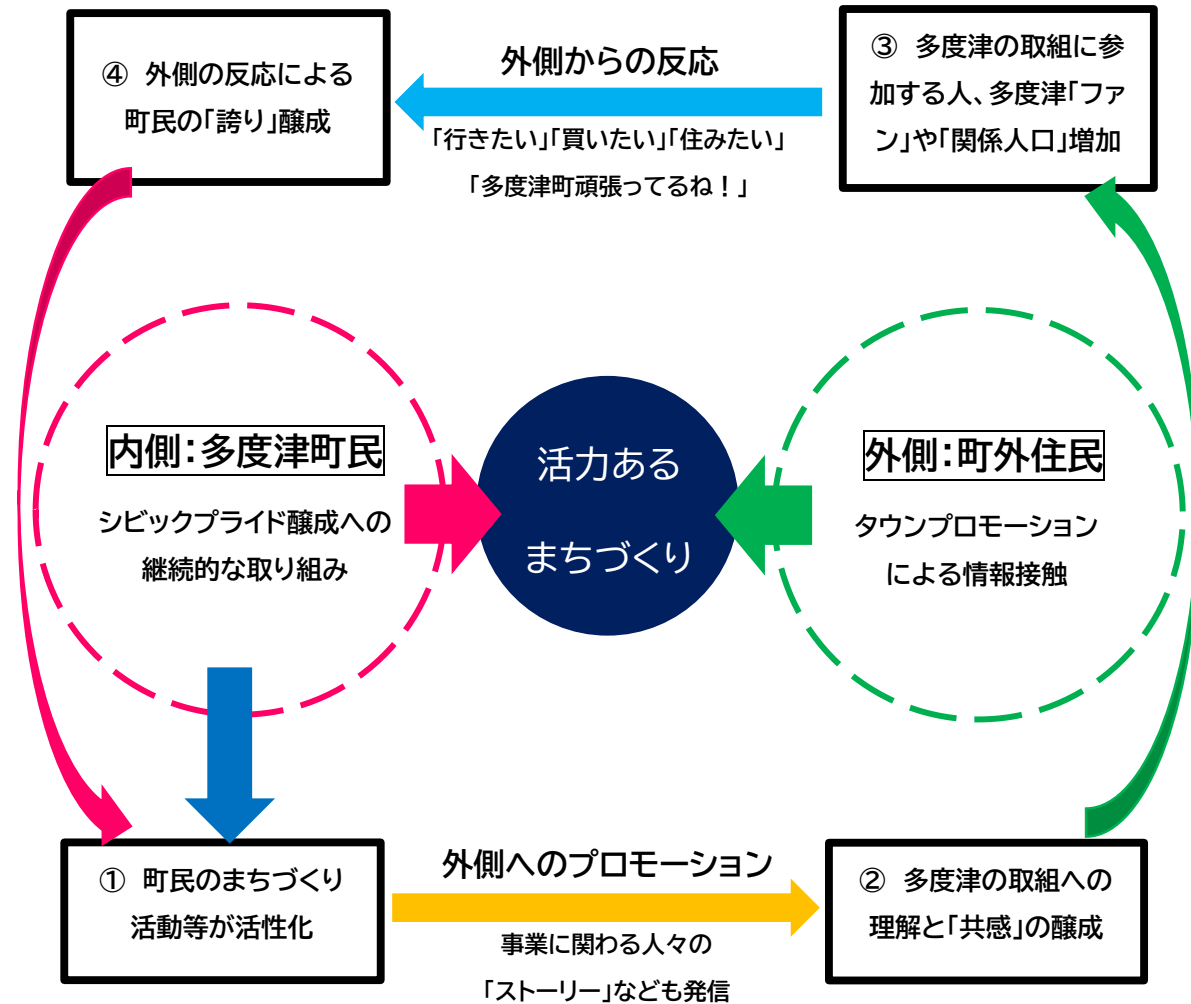 ④ 外側の反応による
町民の「誇り」醸成
外側からの反応
「行きたい」「買いたい」「住みたい」
「多度津町頑張ってるね！」
③ 多度津の取組に参
加する人、多度津「ファ
ン」や「関係人口」増加
内側：多度津町民
シビックプライド醸成への
継続的な取り組み
活力ある
まちづくり
外側：町外住民
タウンプロモーション
による情報接触
① 町民のまちづくり
活動等が活性化
外側へのプロモーション
事業に関わる人々の
「ストーリー」なども発信
② 多度津の取組への
理解と「共感」の醸成